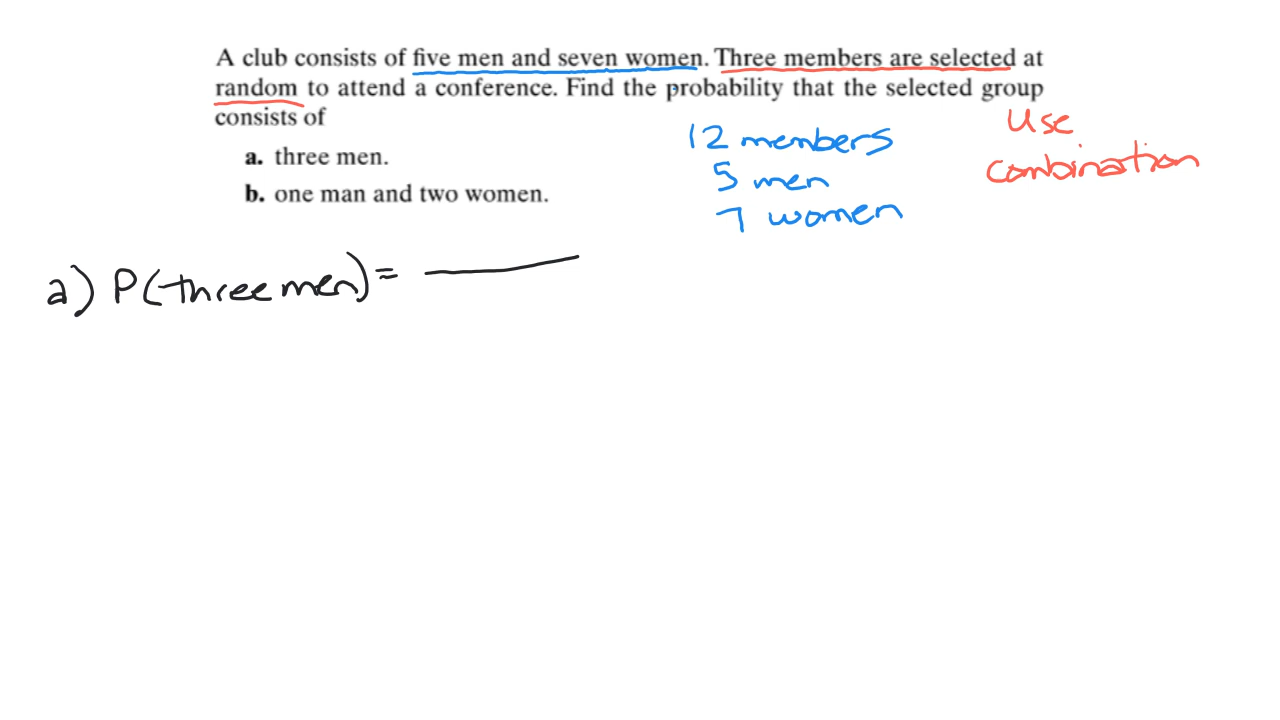 A club consists of five men and seven women. Three members are selected at
random to attend a conference. Find the probability that the selected group
consists of
a. three men.
b. one man and two women.
12 members
5 men
7 women
Use
combination
a) P(three men) =